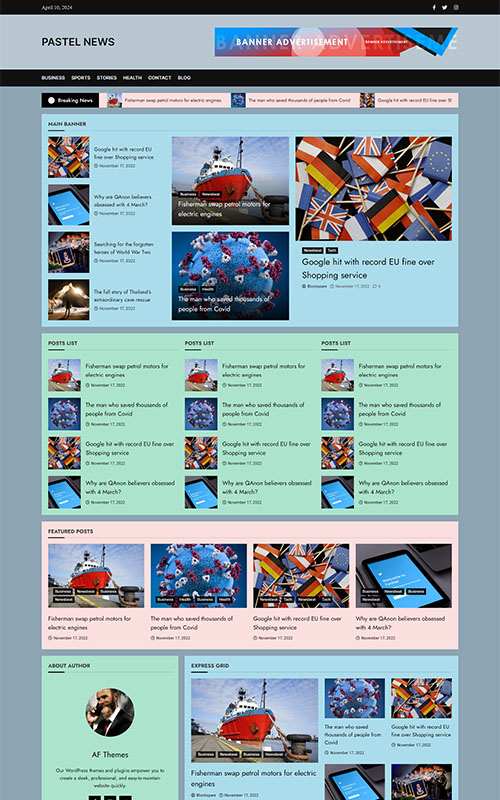 April 10, 2024
PASTEL NEWS
BANNER ADVERTISEMENT
BUSINESS SPORTS STORIES HEALTH CONTACT BLOG
Breaking News
Fisherman swap petrol motors for electric engines
The man who saved thousands of people from Covid
Google hit with record EU fine over Sh
MAIN BANNER
Google hit with record EU
fine over Shopping service
November 17, 2022
Why are QAnon believers
obsessed with 4 March?
November 17, 2022
Searching for the forgotten
heroes of World War Two
November 17, 2022
The full story of Thailand's
extraordinary cave rescue
November 17, 2022
Business Newsbeat
Fisherman swap petrol motors for
electric engines
Business Health
The man who saved thousands of
people from Covid
Newsbeat Tech
Google hit with record EU fine over
Shopping service
Blockspare November 17, 2022 0
POSTS LIST
Fisherman swap petrol motors for
electric engines
November 17, 2022
The man who saved thousands of
people from Covid
November 17, 2022
Google hit with record EU fine over
Shopping service
November 17, 2022
Why are QAnon believers obsessed
with 4 March?
November 17, 2022
POSTS LIST
Fisherman swap petrol motors for
electric engines
November 17, 2022
The man who saved thousands of
people from Covid
November 17, 2022
Google hit with record EU fine over
Shopping service
November 17, 2022
Why are QAnon believers obsessed
with 4 March?
November 17, 2022
POSTS LIST
Fisherman swap petrol motors for
electric engines
November 17, 2022
The man who saved thousands of
people from Covid
November 17, 2022
Google hit with record EU fine over
Shopping service
November 17, 2022
Why are QAnon believers obsessed
with 4 March?
November 17, 2022
FEATURED POSTS
Business Newsbeat Business
Newsbeat
Fisherman swap petrol motors for
electric engines
November 17, 2022
Business Health Business Health
The man who saved thousands of
people from Covid
November 17, 2022
Newsbeat Tech Newsbeat Tech
Google hit with record EU fine over
Shopping service
November 17, 2022
Welcome to
Twitter
Business Newsbeat Business
Newsbeat
Why are QAnon believers obsessed
with 4 March?
November 17, 2022
ABOUT AUTHOR
AF Themes
Our WordPress themes and plugins empower you to
create a sleek, professional, and easy-to-maintain
website quickly.
EXPRESS GRID
Business Newsbeat Business Newsbeat
Fisherman swap petrol motors for electric
engines
Blockspare November 17, 2022 0
The man who saved
thousands of people
from Covid
November 17, 2022
Google hit with record
EU fine over Shopping
service
November 17, 2022